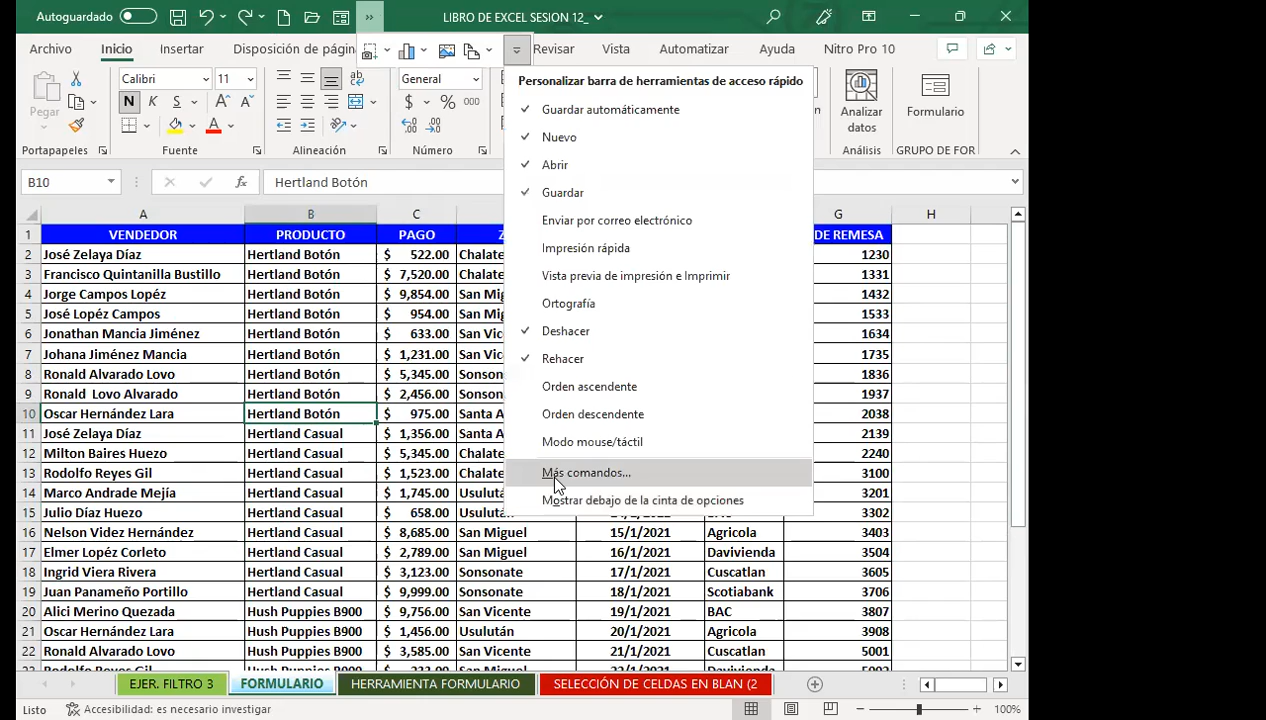 Autoguardado
LIBRO DE EXCEL SESION 12_
Archivo Inicio Insertar Disposición de págin Revisar Vista Automatizar Ayuda Nitro Pro 10
Personalizar barra de herramientas de acceso rápido
Guardar automáticamente
Nuevo
Abrir
Guardar
Enviar por correo electrónico
Impresión rápida
Vista previa de impresión e Imprimir
Ortografía
Deshacer
Rehacer
Orden ascendente
Orden descendente
Modo mouse/táctil
Más comandos...
Mostrar debajo de la cinta de opciones
Pegar
Calibri 11
General
N K S
$ % 000
Analizar datos
Formulario
Portapapeles Fuente Alineación Número Análisis GRUPO DE FOR
B10 fx Hertland Botón
A B C G H
1 VENDEDOR PRODUCTO PAGO Z DE REMESA
2 José Zelaya Díaz Hertland Botón $ 522.00 Chalate 1230
3 Francisco Quintanilla Bustillo Hertland Botón $ 7,520.00 Chalate 1331
4 Jorge Campos Lopéz Hertland Botón $ 9,854.00 San Mig 1432
5 José Lopéz Campos Hertland Botón $ 954.00 San Mig 1533
6 Jonathan Mancia Jiménez Hertland Botón $ 633.00 San Vic 1634
7 Johana Jiménez Mancia Hertland Botón $ 1,231.00 San Vic 1735
8 Ronald Alvarado Lovo Hertland Botón $ 5,345.00 Sonson 1836
9 Ronald Lovo Alvarado Hertland Botón $ 2,456.00 Sonson 1937
10 Oscar Hernández Lara Hertland Botón $ 975.00 Santa A 2038
11 José Zelaya Díaz Hertland Casual $ 1,356.00 Santa A 2139
12 Milton Baires Huezo Hertland Casual $ 5,345.00 Chalate 2240
13 Rodolfo Reyes Gil Hertland Casual $ 1,523.00 Chalate 3100
14 Marco Andrade Mejía Hertland Casual $ 1,745.00 Usulutá 3201
15 Julio Díaz Huezo Hertland Casual $ 658.00 Usulutá 3302
16 Nelson Videz Hernández Hertland Casual $ 8,685.00 San Miguel 15/1/2021 Agricola 3403
17 Elmer Lopéz Corleto Hertland Casual $ 2,789.00 San Miguel 16/1/2021 Davivienda 3504
18 Ingrid Viera Rivera Hertland Casual $ 3,123.00 Sonsonate 17/1/2021 Cuscatlan 3605
19 Juan Panameño Portillo Hertland Casual $ 9,999.00 Sonsonate 18/1/2021 Scotiabank 3706
20 Alici Merino Quezada Hush Puppies B900 $ 9,756.00 San Vicente 19/1/2021 BAC 3807
21 Oscar Hernández Lara Hush Puppies B900 $ 1,456.00 Usulután 20/1/2021 Agricola 3908
22 Ronald Alvarado Lovo Hush Puppies B900 $ 3,585.00 San Vicente 21/1/2021 Cuscatlan 5001
EJER. FILTRO 3 FORMULARIO HERRAMIENTA FORMULARIO SELECCIÓN DE CELDAS EN BLAN (2
Listo Accesibilidad: es necesario investigar 100%